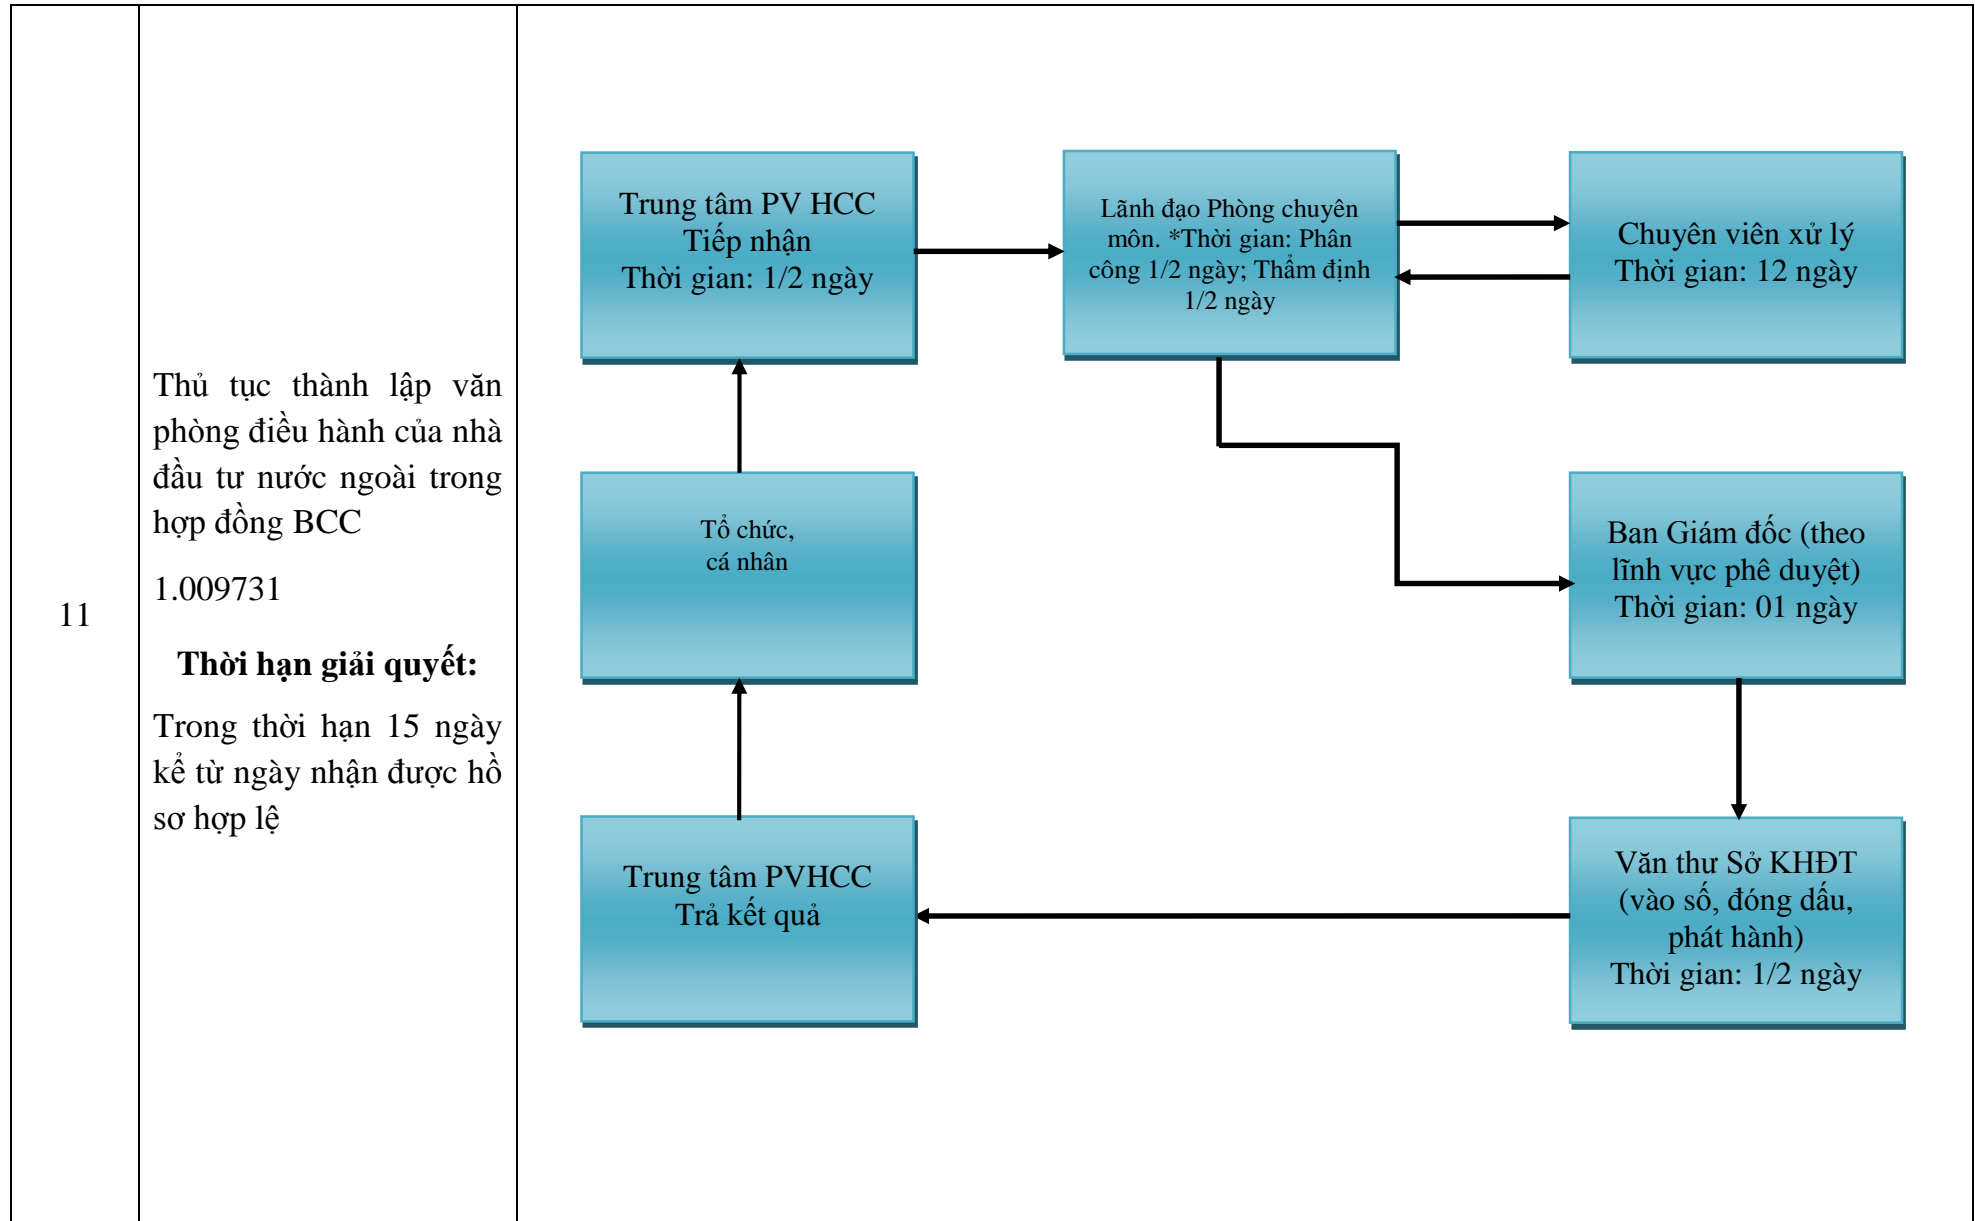 11
Thủ tục thành lập văn
phòng điều hành của nhà
đầu tư nước ngoài trong
hợp đồng BCC
1.009731
Thời hạn giải quyết:
Trong thời hạn 15 ngày
kể từ ngày nhận được hồ
sơ hợp lệ
Trung tâm PV HCC
Tiếp nhận
Thời gian: 1/2 ngày
Lãnh đạo Phòng chuyên
môn. *Thời gian: Phân
công 1/2 ngày; Thẩm định
1/2 ngày
Chuyên viên xử lý
Thời gian: 12 ngày
Tổ chức,
cá nhân
Ban Giám đốc (theo
lĩnh vực phê duyệt)
Thời gian: 01 ngày
Trung tâm PVHCC
Trả kết quả
Văn thư Sở KHĐT
(vào số, đóng dấu,
phát hành)
Thời gian: 1/2 ngày